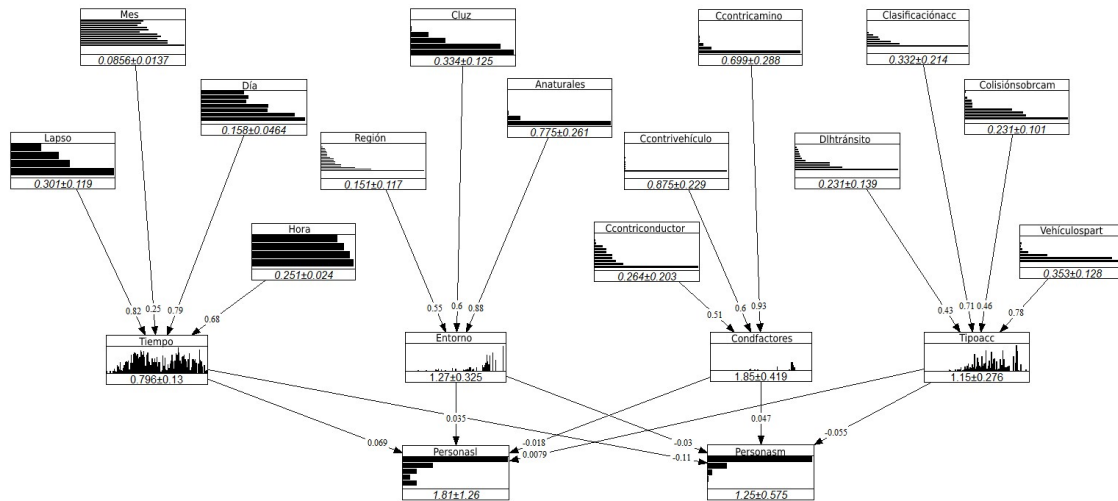 Mes
0.0856±0.0137
Cluz
0.334±0.125
Ccontricamino
0.699±0.288
Clasificaciónacc
0.332±0.214
Día
0.158±0.0464
Anaturales
0.775±0.261
Colisiónsobrcam
0.231±0.101
Lapso
0.301±0.119
Región
0.151±0.117
Ccontrivehículo
0.875±0.229
Dlhtránsito
0.231±0.139
Hora
0.251±0.024
Ccontriconductor
0.264±0.203
Vehículospart
0.353±0.128
0.82
0.25
0.79
0.68
0.55
0.6
0.88
0.51
0.6
0.93
0.43
0.71
0.46
0.78
Tiempo
0.796±0.13
Entorno
1.27±0.325
Condfactores
1.85±0.419
Tipoacc
1.15±0.276
0.069
0.035
-0.018
0.0079
-0.11
-0.03
0.047
-0.055
Personasl
1.81±1.26
Personasm
1.25±0.575